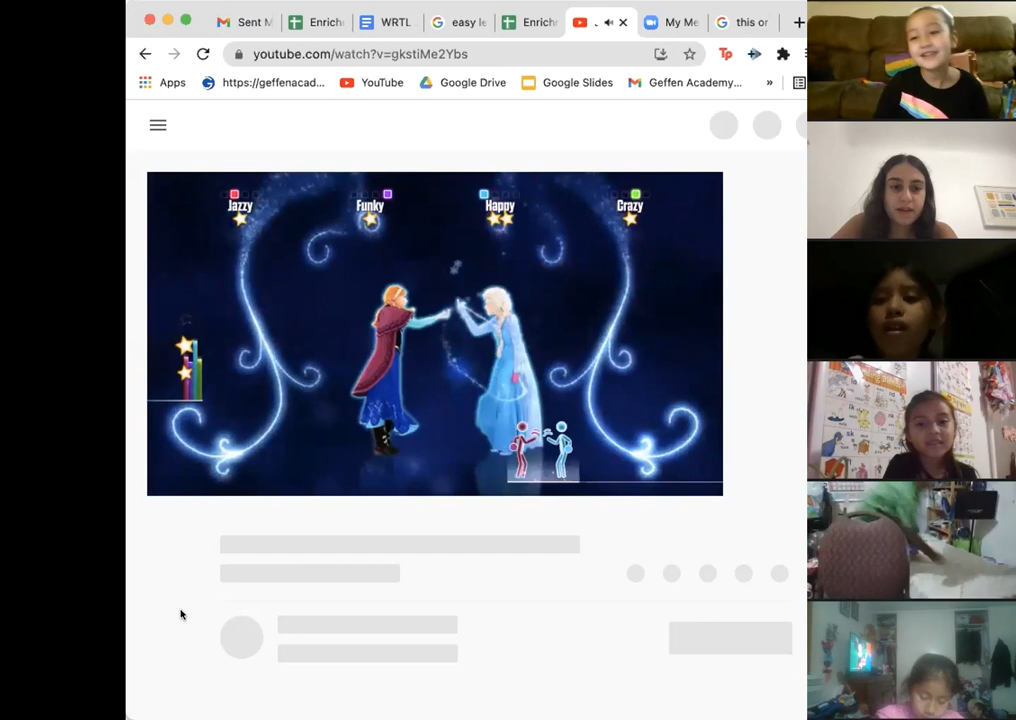 Sent M Enrich WRTL easy le Enrich . My Me this or
youtube.com/watch?v=gkstiMe2Ybs
Apps https://geffenacad... YouTube Google Drive Google Slides Geffen Academy... »
Jazzy Funky Happy Crazy